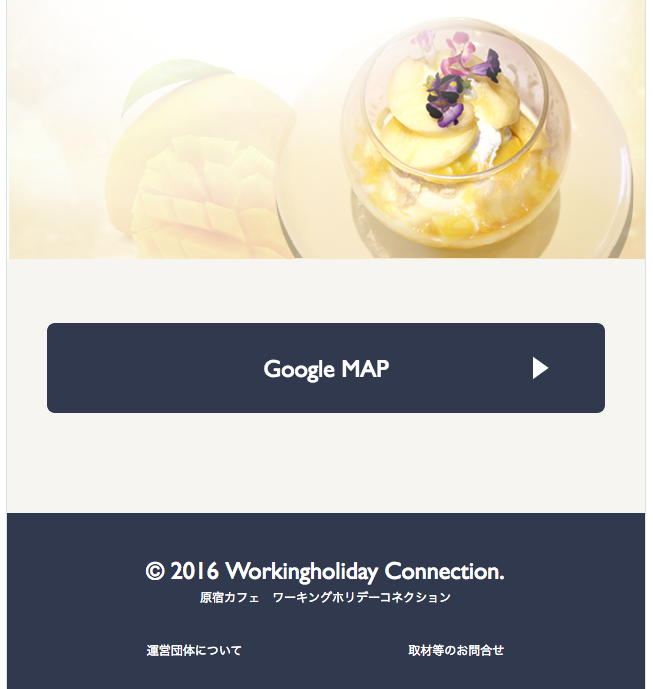 Google MAP
© 2016 Workingholiday Connection.
原宿カフェ　ワーキングホリデーコネクション
運営団体について
取材等のお問合せ